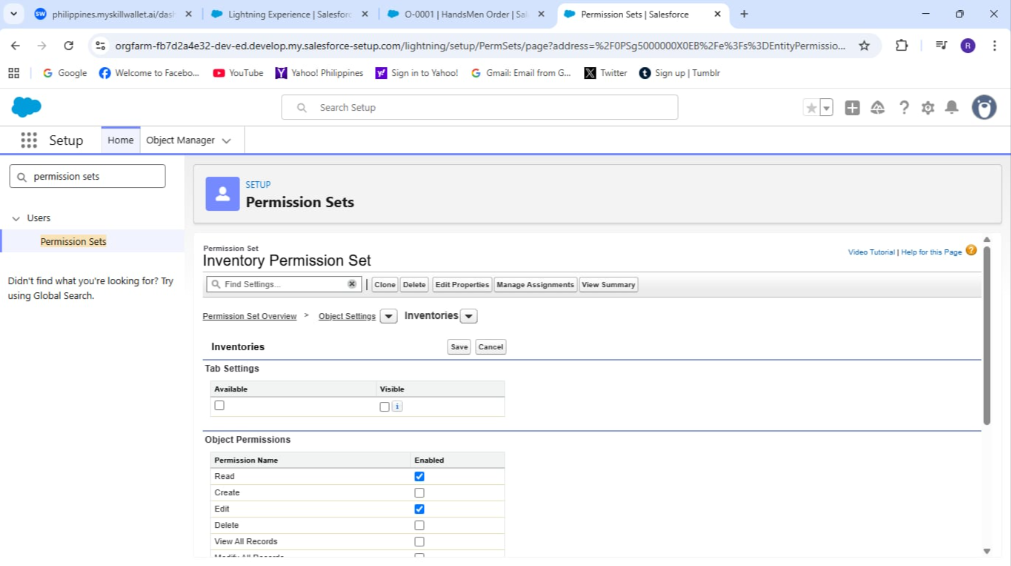 philippines.myskillwallet.ai/das
Lightning Experience | Salesforc
O-0001 | HandsMen Order | Sal
Permission Sets | Salesforce
orgfarm-fb7d2a4e32-dev-ed.develop.my.salesforce-setup.com/lightning/setup/PermSets/page?address=%2F0PSg5000000X0EB%2Fe%3Fs%3DEntityPermissio...
R
Google
Welcome to Facebo...
YouTube
Yahoo! Philippines
Sign in to Yahoo!
Gmail: Email from G...
Twitter
Sign up | Tumblr
Search Setup
Setup
Home
Object Manager
permission sets
Users
Permission Sets
Didn't find what you're looking for? Try
using Global Search.
SETUP
Permission Sets
Permission Set
Inventory Permission Set
Video Tutorial | Help for this Page
Find Settings...
Clone
Delete
Edit Properties
Manage Assignments
View Summary
Permission Set Overview > Object Settings Inventories
Inventories
Save
Cancel
Tab Settings
Available Visible
Object Permissions
Permission Name Enabled
Read
Create
Edit
Delete
View All Records
Modify All Records